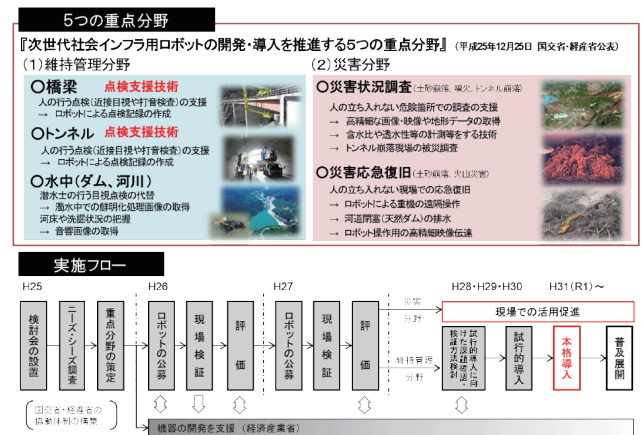 5つの重点分野
『次世代社会インフラ用ロボットの開発・導入を推進する5つの重点分野』（平成25年12月25日 国交省・経産省公表）
（1）維持管理分野
〇橋梁 点検支援技術
人の行う点検（近接目視や打音検査）の支援
→ ロボットによる点検記録の作成
〇トンネル 点検支援技術
人の行う点検（近接目視や打音検査）の支援
→ ロボットによる点検記録の作成
〇水中（ダム、河川）
潜水士の行う目視点検の代替
→ 濁水中での鮮明化処理画像の取得
河床や洗掘状況の把握
→ 音響画像の取得
（2）災害分野
〇災害状況調査（土砂崩落、噴火、トンネル崩落）
人の立ち入れない危険箇所での調査の支援
→ 高精細な画像・映像や地形データの取得
→ 含水比や透水性等の計測等をする技術
→ トンネル崩落現場の被災調査
〇災害応急復旧（土砂崩落、火山災害）
人の立ち入れない現場での応急復旧
→ ロボットによる重機の遠隔操作
→ 河道閉塞（天然ダム）の排水
→ ロボット操作用の高精細映像伝達
実施フロー
H25
H26
H27
H28・H29・H30
H31（R1）～
検討会の設置
ニーズ・シーズ調査
重点分野の策定
ロボットの公募
現場検証
評価
ロボットの公募
現場検証
評価
災害
分野
維持管理
分野
現場での活用促進
試行的導入に向けた課題確認・検証方法検討
試行的導入
本格導入
普及展開
国交省・経産省の
協働体制の構築
機器の開発を支援（経済産業省）